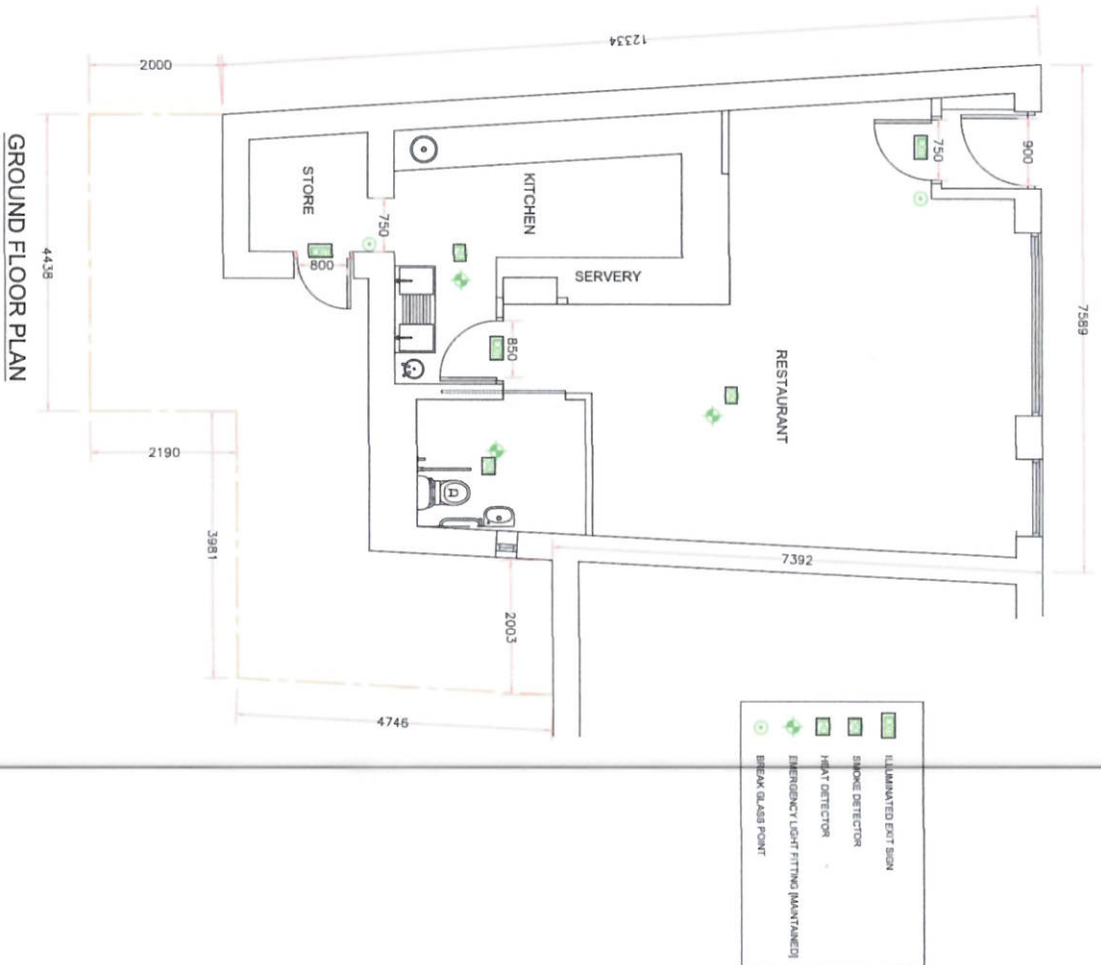 12334
2000
7589
900
750
STORE
750
KITCHEN
800
SERVERY
850
RESTAURANT
4438
2190
3981
7392
2003
4746
GROUND FLOOR PLAN
ILLUMINATED EXIT SIGN
SMOKE DETECTOR
HEAT DETECTOR
EMERGENCY LIGHT FITTING [MAINTAINED]
BREAK GLASS POINT